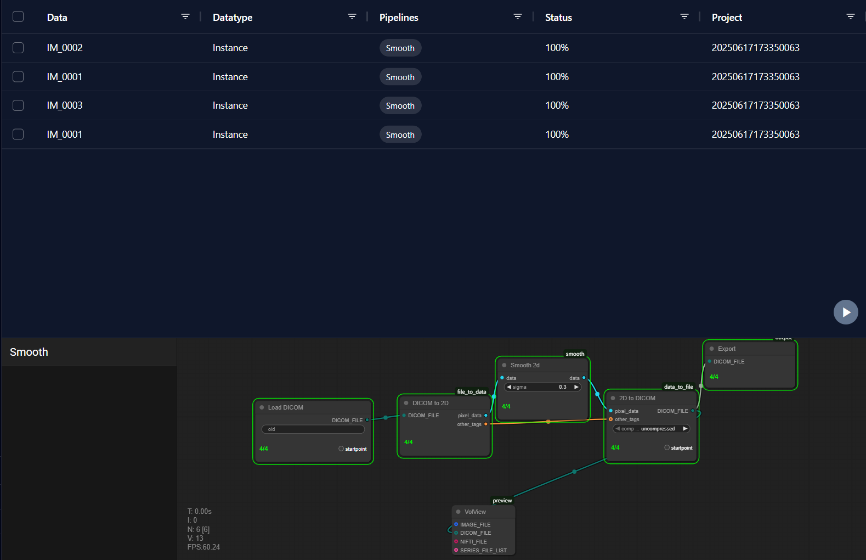 Data Datatype Pipelines Status Project
IM_0002 Instance Smooth 100% 20250617173350063
IM_0001 Instance Smooth 100% 20250617173350063
IM_0003 Instance Smooth 100% 20250617173350063
IM_0001 Instance Smooth 100% 20250617173350063
Smooth
Export
DICOM_FILE
4/4
smooth
Smooth 2d
data data
sigma 0.3
4/4
data_to_file
2D to DICOM
pixel_data DICOM_FILE
other_tags
comp. uncompressed
4/4 startpoint
file_to_data
DICOM to 2D
DICOM_FILE pixel_data
other_tags
4/4
Load DICOM
DICOM_FILE
4/4 startpoint
preview
VolView
IMAGE_FILE
DICOM_FILE
NIFTI_FILE
SERIES_FILE_LIST
T: 0.00s
I: 0
N: 6 [6]
V: 13
FPS:60.24